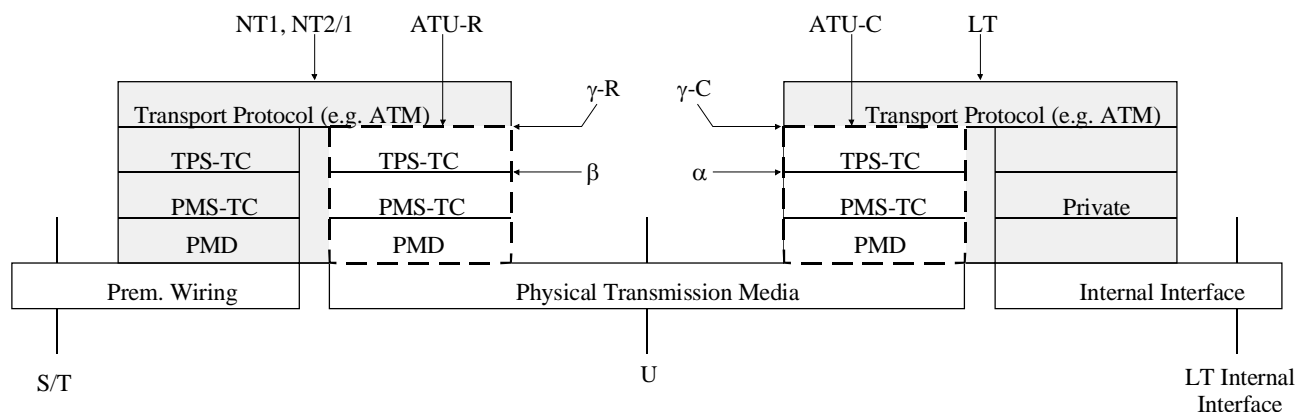 NT1, NT2/1 ATU-R ATU-C LT
γ-R γ-C
Transport Protocol (e.g. ATM) Transport Protocol (e.g. ATM)
TPS-TC TPS-TC β α TPS-TC
PMS-TC PMS-TC PMS-TC Private
PMD PMD PMD
Prem. Wiring Physical Transmission Media Internal Interface
S/T U LT Internal
Interface